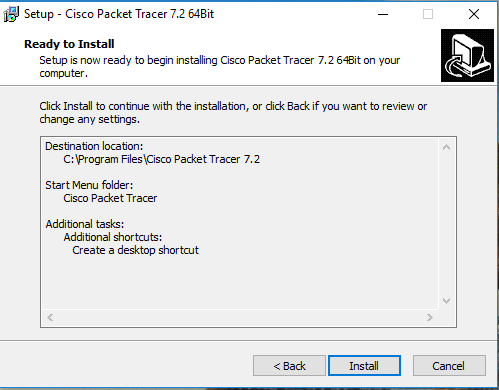 Setup - Cisco Packet Tracer 7.2 64Bit
Ready to Install
Setup is now ready to begin installing Cisco Packet Tracer 7.2 64Bit on your
computer.
Click Install to continue with the installation, or click Back if you want to review or
change any settings.
Destination location:
C:\Program Files\Cisco Packet Tracer 7.2
Start Menu folder:
Cisco Packet Tracer
Additional tasks:
Additional shortcuts:
Create a desktop shortcut
< Back
Install
Cancel